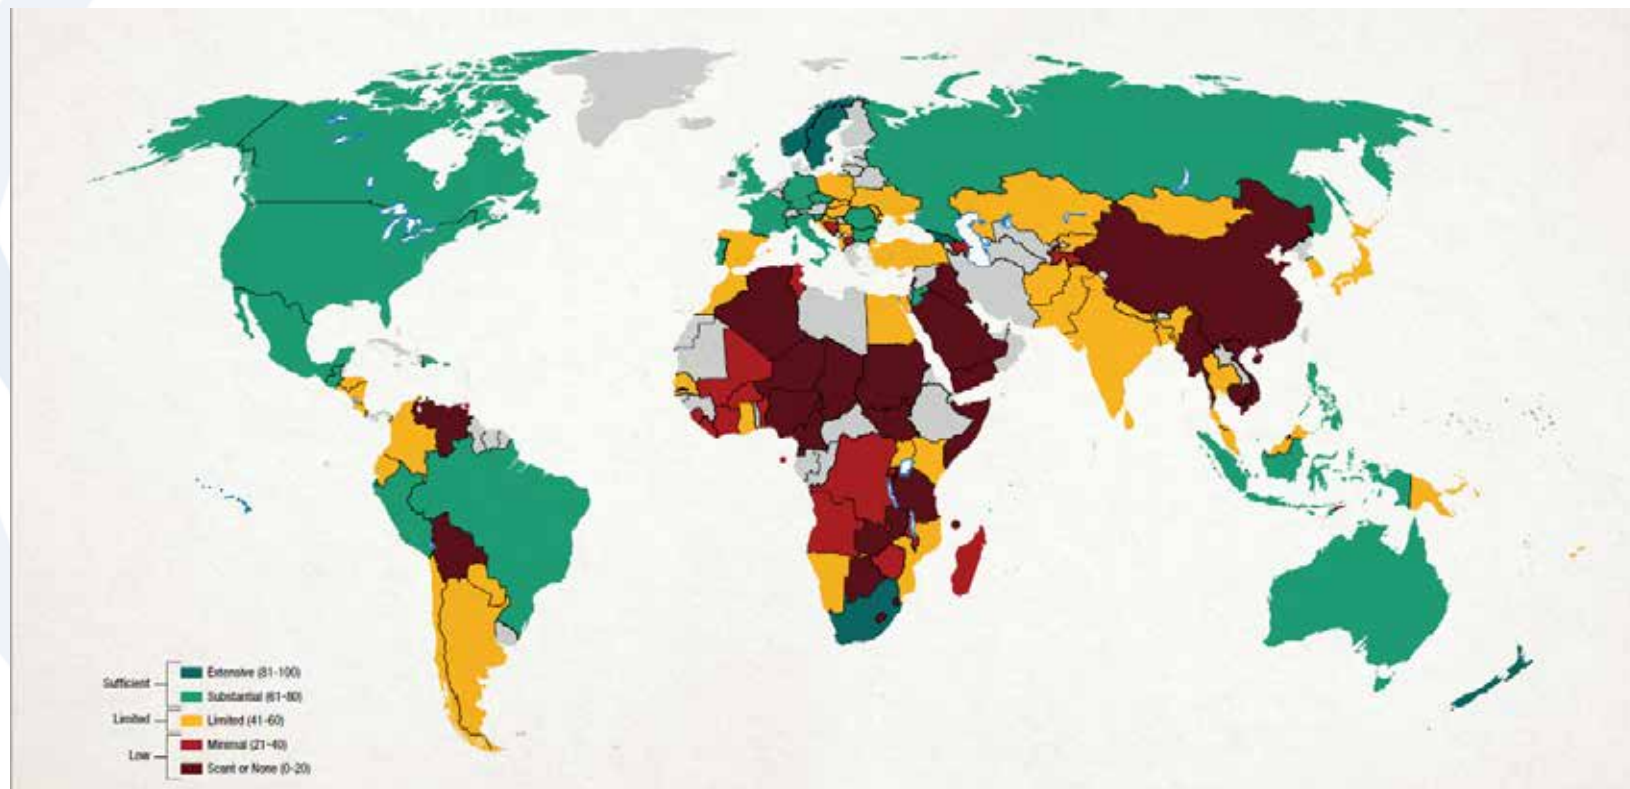 Sufficient
Extensive (81-100)
Substantial (61-80)
Limited
Limited (41-60)
Minimal (21-40)
Low
Scant or None (0-20)